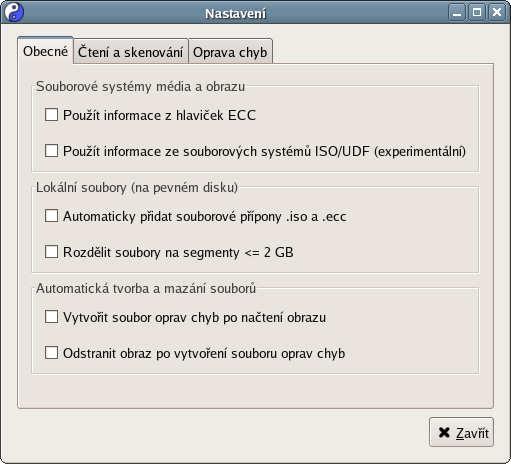 Nastavení
Obecné Čtení a skenování Oprava chyb
Souborové systémy média a obrazu
Použít informace z hlaviček ECC
Použít informace ze souborových systémů ISO/UDF (experimentální)
Lokální soubory (na pevném disku)
Automaticky přidat souborové přípony .iso a .ecc
Rozdělit soubory na segmenty <= 2 GB
Automatická tvorba a mazání souborů
Vytvořit soubor oprav chyb po načtení obrazu
Odstranit obraz po vytvoření souboru oprav chyb
Zavřít